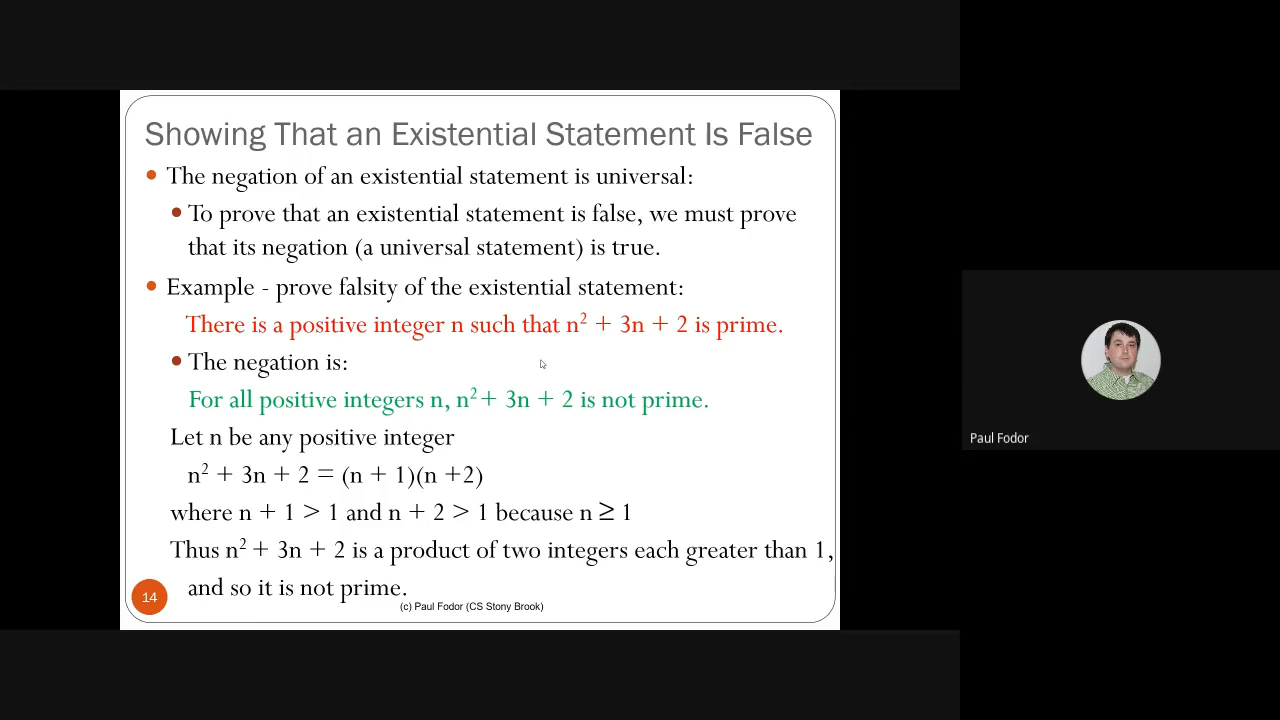 Showing That an Existential Statement Is False
• The negation of an existential statement is universal:
• To prove that an existential statement is false, we must prove
that its negation (a universal statement) is true.
• Example - prove falsity of the existential statement:
There is a positive integer n such that n² + 3n + 2 is prime.
• The negation is:
For all positive integers n, n² + 3n + 2 is not prime.
Let n be any positive integer
n² + 3n + 2 = (n + 1)(n +2)
where n + 1 > 1 and n + 2 > 1 because n ≥ 1
Thus n² + 3n + 2 is a product of two integers each greater than 1,
and so it is not prime.
14
(c) Paul Fodor (CS Stony Brook)
Paul Fodor